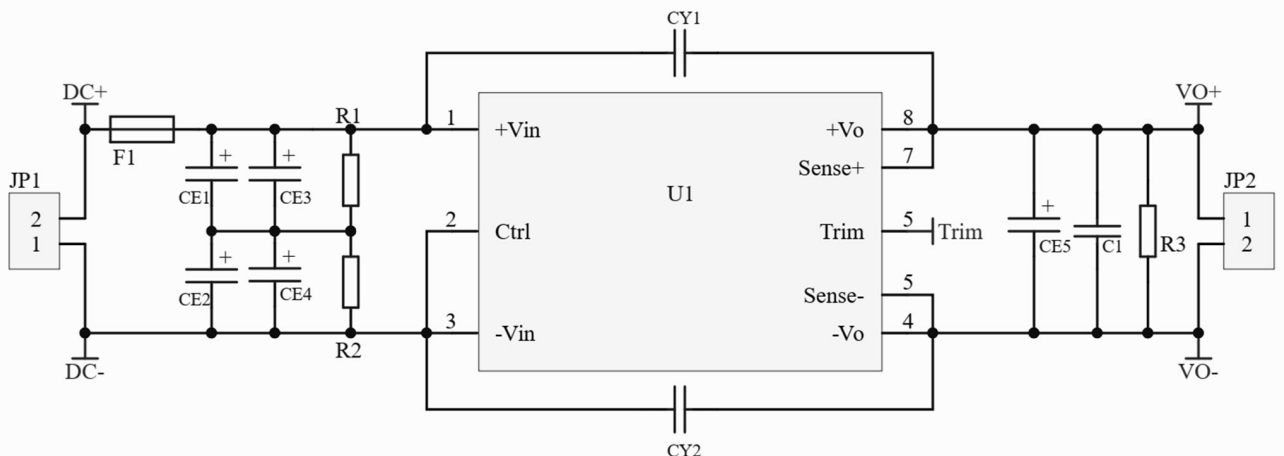 CY1
DC+
VO+
R1
1
+Vin
+Vo
8
F1
7
Sense+
JP1
CE1
+
CE3
+
U1
JP2
2
1
2
Ctrl
Trim
5
Trim
+
CE5
C1
R3
1
2
CE2
+
CE4
+
Sense-
5
3
-Vin
-Vo
4
R2
DC-
VO-
CY2